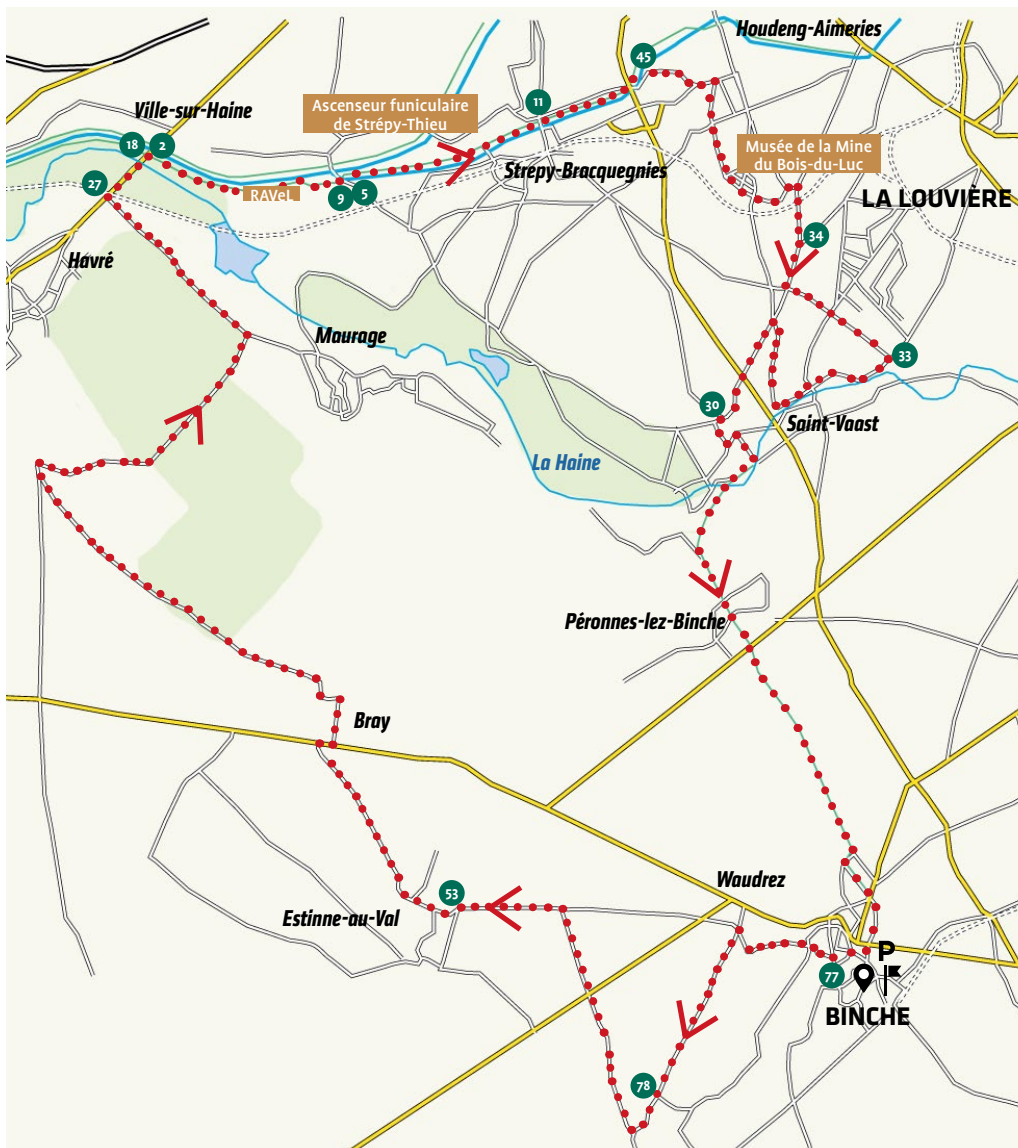 Houdeng-Aimeries
45
Ville-sur-Haine
Ascenseur funiculaire
de Strépy-Thieu
11
18
2
Musée de la Mine
du Bois-du-Luc
Strepy-Bracquegnies
27
RAVeL
9
5
LA LOUVIÈRE
34
Havré
Maurage
33
30
Saint-Vaast
La Haine
Péronnes-lez-Binche
Bray
Waudrez
53
Estinne-au-Val
P
77
BINCHE
78